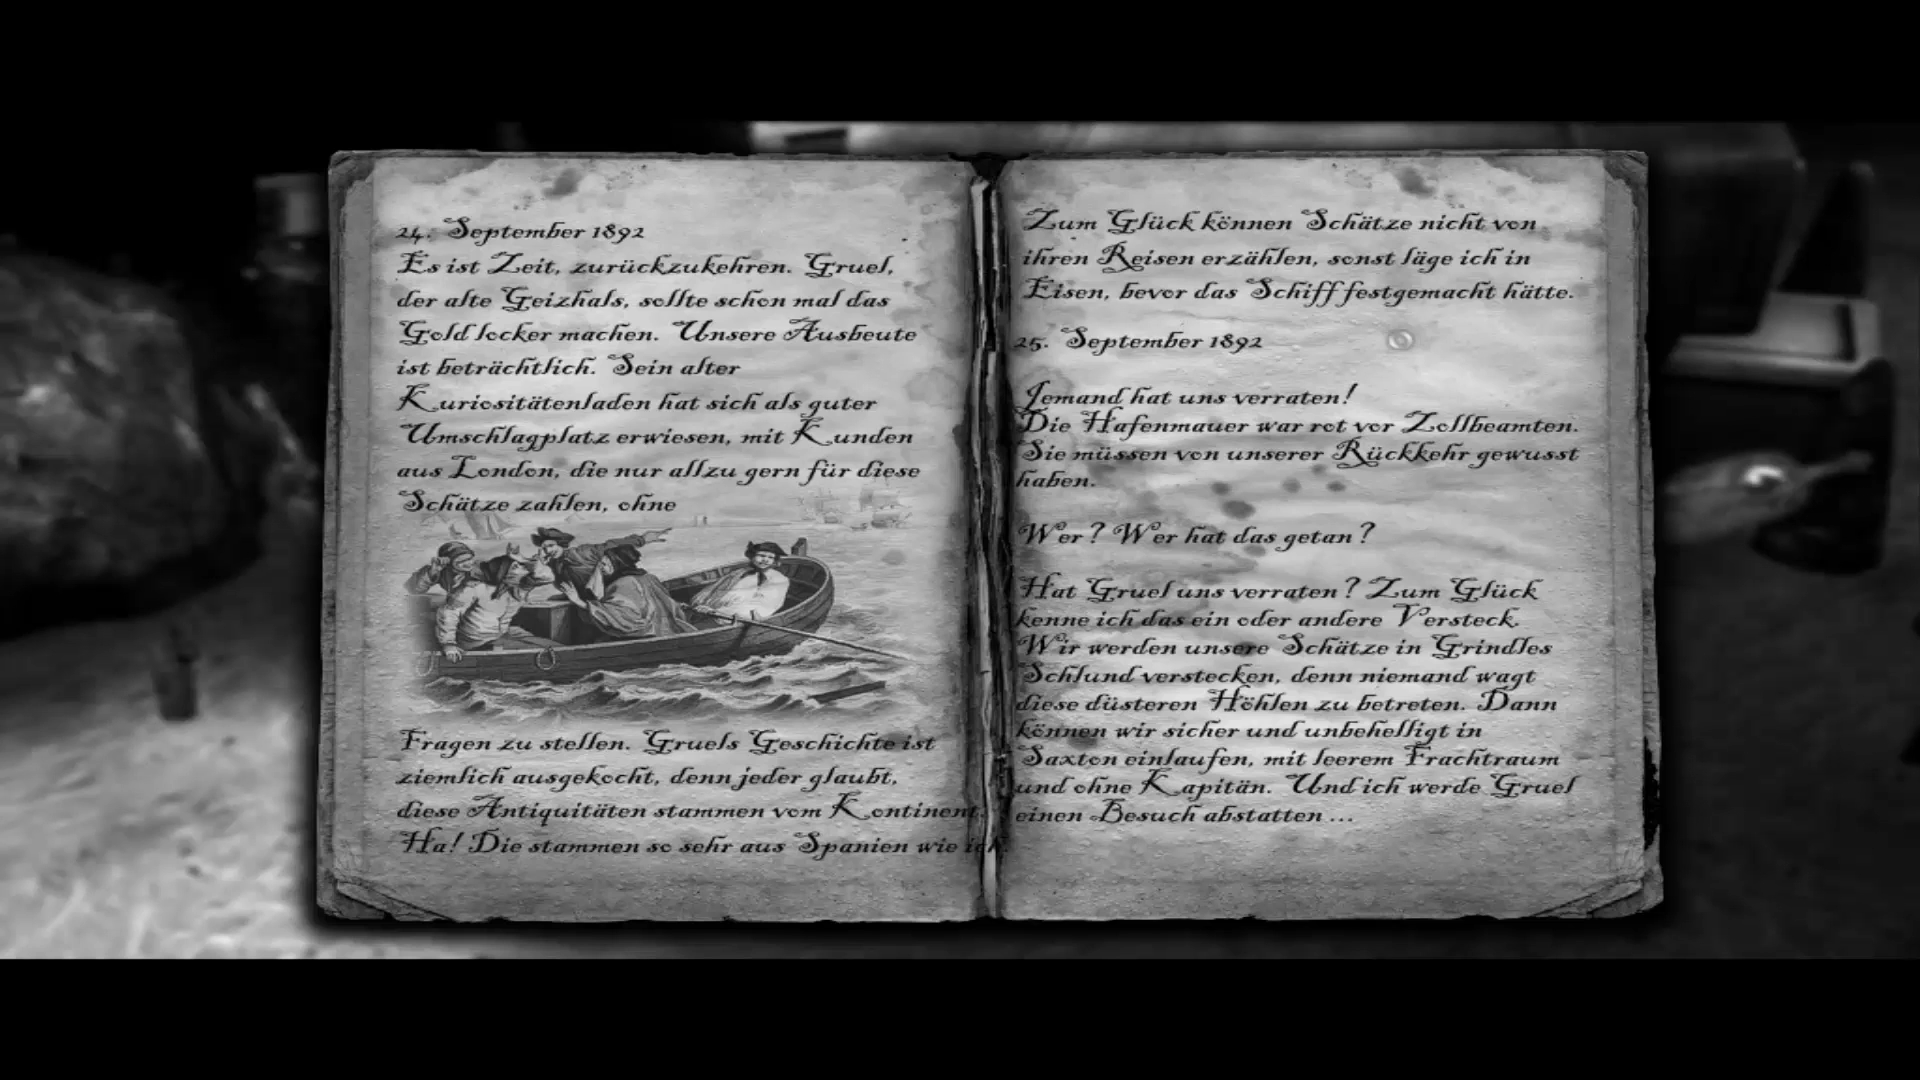 24. September 1892
Es ist Zeit, zurückzukehren. Gruel,
der alte Geizhals, sollte schon mal das
Gold locker machen. Unsere Ausbeute
ist beträchtlich. Sein alter
Kuriositätenladen hat sich als guter
Umschlagplatz erwiesen, mit Kunden
aus London, die nur allzu gern für diese
Schätze zahlen, ohne
Fragen zu stellen. Gruels Geschichte ist
ziemlich ausgekocht, denn jeder glaubt,
diese Antiquitäten stammen vom Kontinent.
Ha! Die stammen so sehr aus Spanien wie ich.
Zum Glück können Schätze nicht von
ihren Reisen erzählen, sonst läge ich in
Eisen, bevor das Schiff festgemacht hätte.
25. September 1892
Jemand hat uns verraten!
Die Hafenmauer war rot vor Zollbeamten.
Sie müssen von unserer Rückkehr gewusst
haben.
Wer? Wer hat das getan?
Hat Gruel uns verraten? Zum Glück
kenne ich das ein oder andere Versteck.
Wir werden unsere Schätze in Grindles
Schlund verstecken, denn niemand wagt
diese düsteren Höhlen zu betreten. Dann
können wir sicher und unbehelligt in
Saxton einlaufen, mit leerem Frachtraum
und ohne Kapitän. Und ich werde Gruel
einen Besuch abstatten ...